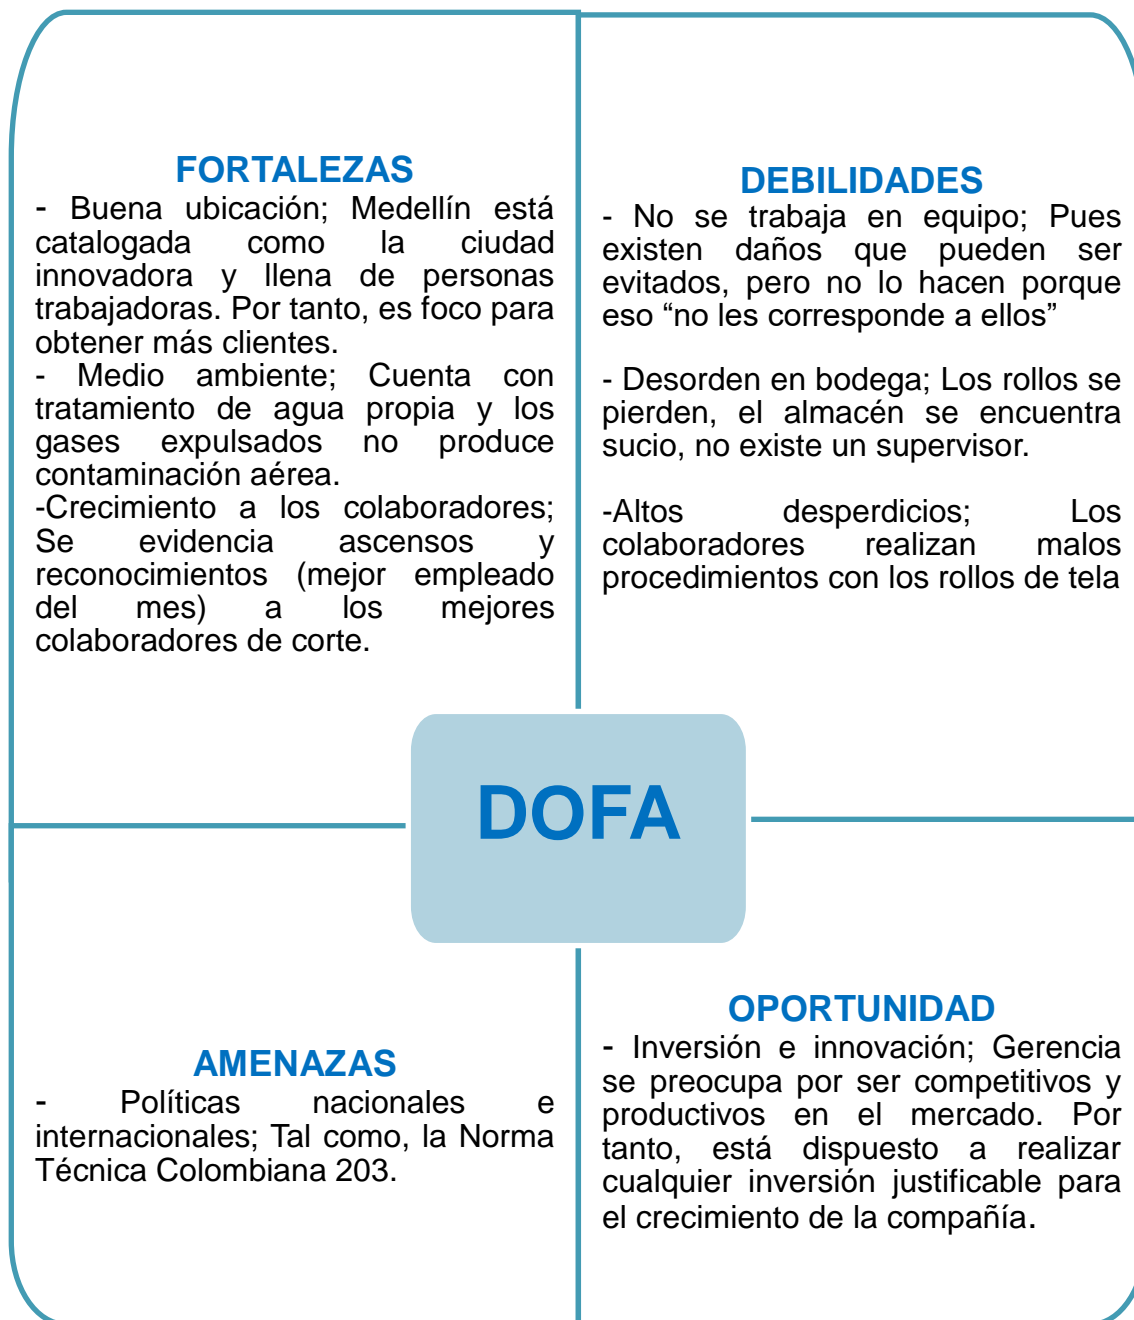 FORTALEZAS
- Buena ubicación; Medellín está
catalogada como la ciudad
innovadora y llena de personas
trabajadoras. Por tanto, es foco para
obtener más clientes.
- Medio ambiente; Cuenta con
tratamiento de agua propia y los
gases expulsados no produce
contaminación aérea.
-Crecimiento a los colaboradores;
Se evidencia ascensos y
reconocimientos (mejor empleado
del mes) a los mejores
colaboradores de corte.
DEBILIDADES
- No se trabaja en equipo; Pues
existen daños que pueden ser
evitados, pero no lo hacen porque
eso “no les corresponde a ellos”
- Desorden en bodega; Los rollos se
pierden, el almacén se encuentra
sucio, no existe un supervisor.
-Altos desperdicios; Los
colaboradores realizan malos
procedimientos con los rollos de tela
DOFA
AMENAZAS
- Políticas nacionales e
internacionales; Tal como, la Norma
Técnica Colombiana 203.
OPORTUNIDAD
- Inversión e innovación; Gerencia
se preocupa por ser competitivos y
productivos en el mercado. Por
tanto, está dispuesto a realizar
cualquier inversión justificable para
el crecimiento de la compañía.